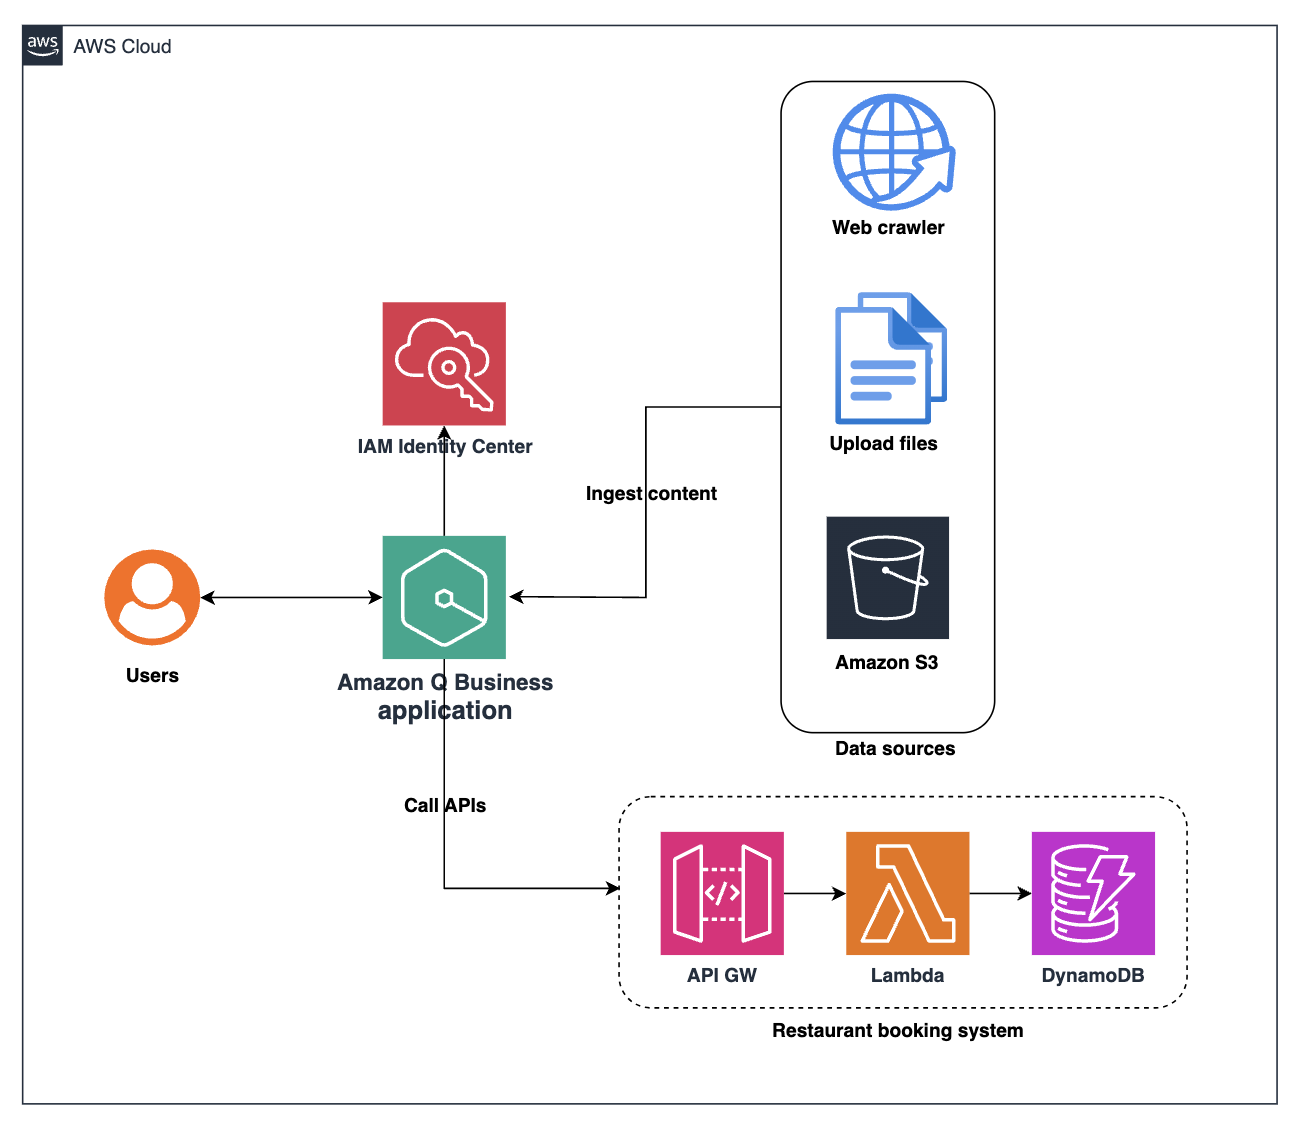 aws
AWS Cloud
Web crawler
Upload files
Amazon S3
Data sources
IAM Identity Center
Ingest content
Users
Amazon Q Business
application
Call APIs
</>
API GW
Lambda
DynamoDB
Restaurant booking system